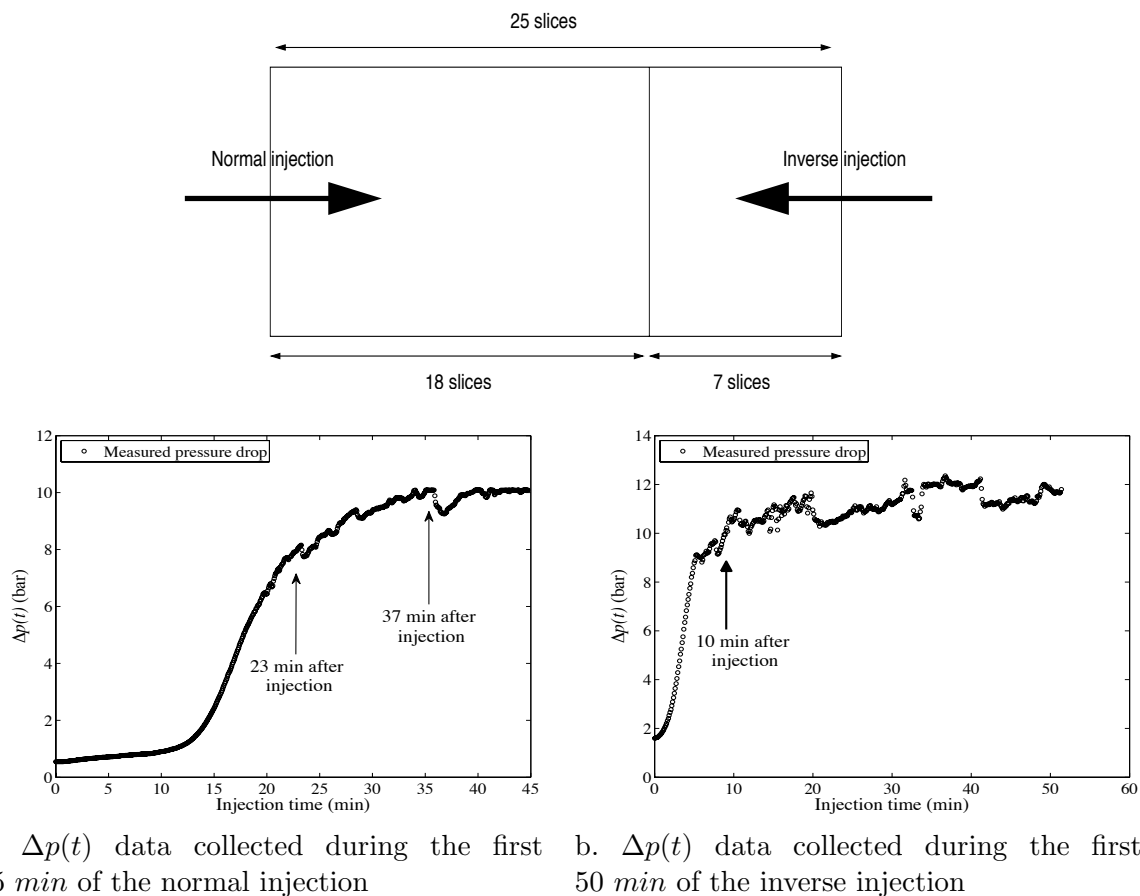 25 slices
Normal injection
Inverse injection
18 slices
7 slices
12
10
8
6
4
2
0
Δp(t) (bar)
Measured pressure drop
23 min after
injection
37 min after
injection
0 5 10 15 20 25 30 35 40 45
Injection time (min)
14
12
10
8
6
4
2
0
Δp(t) (bar)
Measured pressure drop
10 min after
injection
0 10 20 30 40 50 60
Injection time (min)
Δp(t) data collected during the first
5 min of the normal injection
b. Δp(t) data collected during the first
50 min of the inverse injection